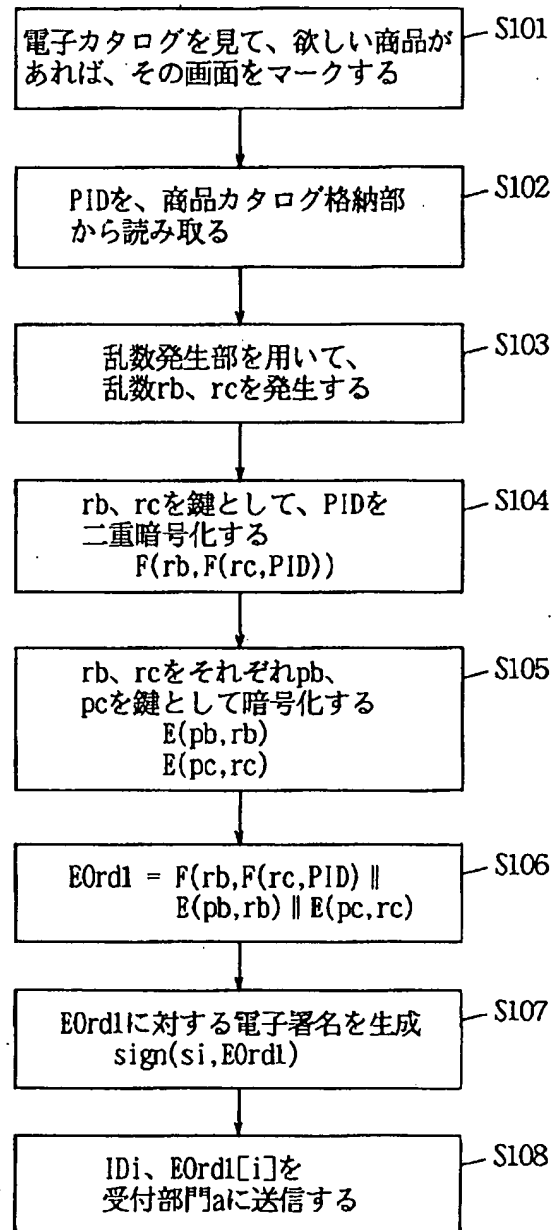 電子カタログを見て、欲しい商品が
あれば、その画面をマークする
S101
PIDを、商品カタログ格納部
から読み取る
S102
乱数発生部を用いて、
乱数rb、rcを発生する
S103
rb、rcを鍵として、PIDを
二重暗号化する
F(rb,F(rc,PID))
S104
rb、rcをそれぞれpb、
pcを鍵として暗号化する
E(pb,rb)
E(pc,rc)
S105
EOrd1 = F(rb,F(rc,PID)∥
E(pb,rb)∥E(pc,rc)
S106
EOrd1に対する電子署名を生成
sign(si,EOrd1)
S107
IDi、EOrd1[i]を
受付部門aに送信する
S108